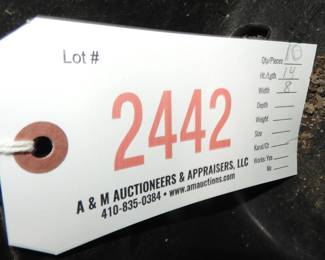 Lot #
2442
A & M AUCTIONEERS & APPRAISERS, LLC
410-835-0384 • www.amauctions.com
Qty/Pieces 10
Ht./Lgth 14
Width 8
Depth
Weight
Size
Karat/Ct
Works Yes
No